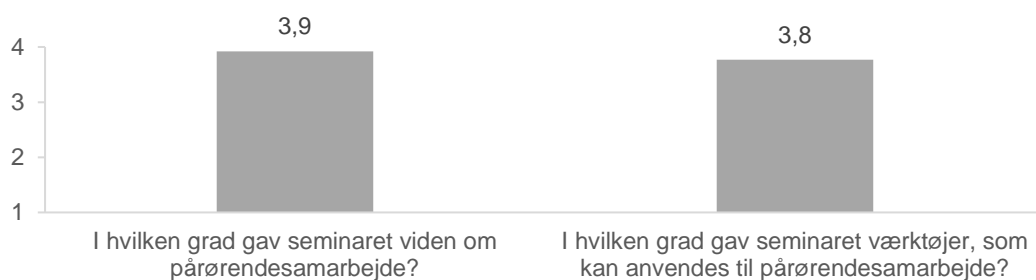 3,9
3,8
4
3
2
1
I hvilken grad gav seminaret viden om
pårørendesamarbejde?
I hvilken grad gav seminaret værktøjer, som
kan anvendes til pårørendesamarbejde?